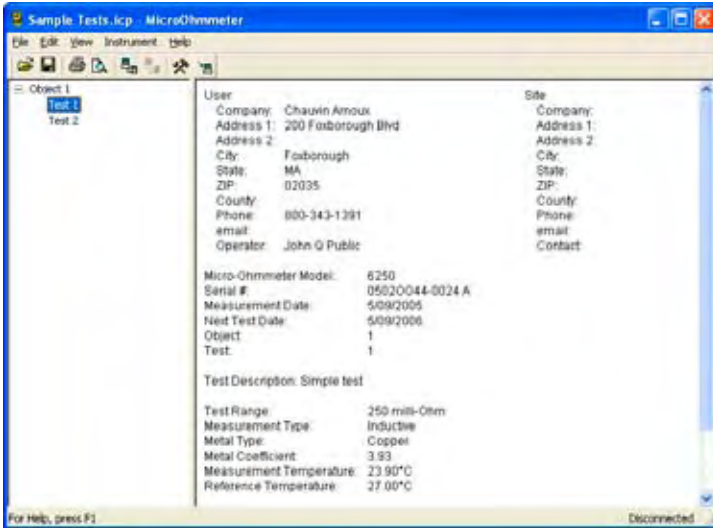 Sample Tests.icp - MicroOhmmeter
File Edit View Instrument Help
Object 1
Test 1
Test 2
User
Company: Chauvin Arnoux
Address 1: 200 Foxborough Blvd
Address 2:
City: Foxborough
State: MA
ZIP: 02035
County:
Phone: 800-343-1391
email:
Operator: John Q Public
Site
Company:
Address 1:
Address 2:
City:
State:
ZIP:
County:
Phone:
email:
Contact:
Micro-Ohmmeter Model: 6250
Serial #: 05020O044-0024 A
Measurement Date: 5/09/2005
Next Test Date: 5/09/2006
Object: 1
Test: 1
Test Description: Simple test
Test Range: 250 milli-Ohm
Measurement Type: Inductive
Metal Type: Copper
Metal Coefficient: 3.93
Measurement Temperature: 23.90°C
Reference Temperature: 27.00°C
For Help, press F1
Disconnected